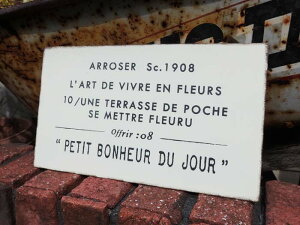 ARROSER Sc.1908
L'ART DE VIVRE EN FLEURS
10/UNE TERRASSE DE POCHE
SE METTRE FLEURU
offrir:08
"PETIT BONHEUR DU JOUR"